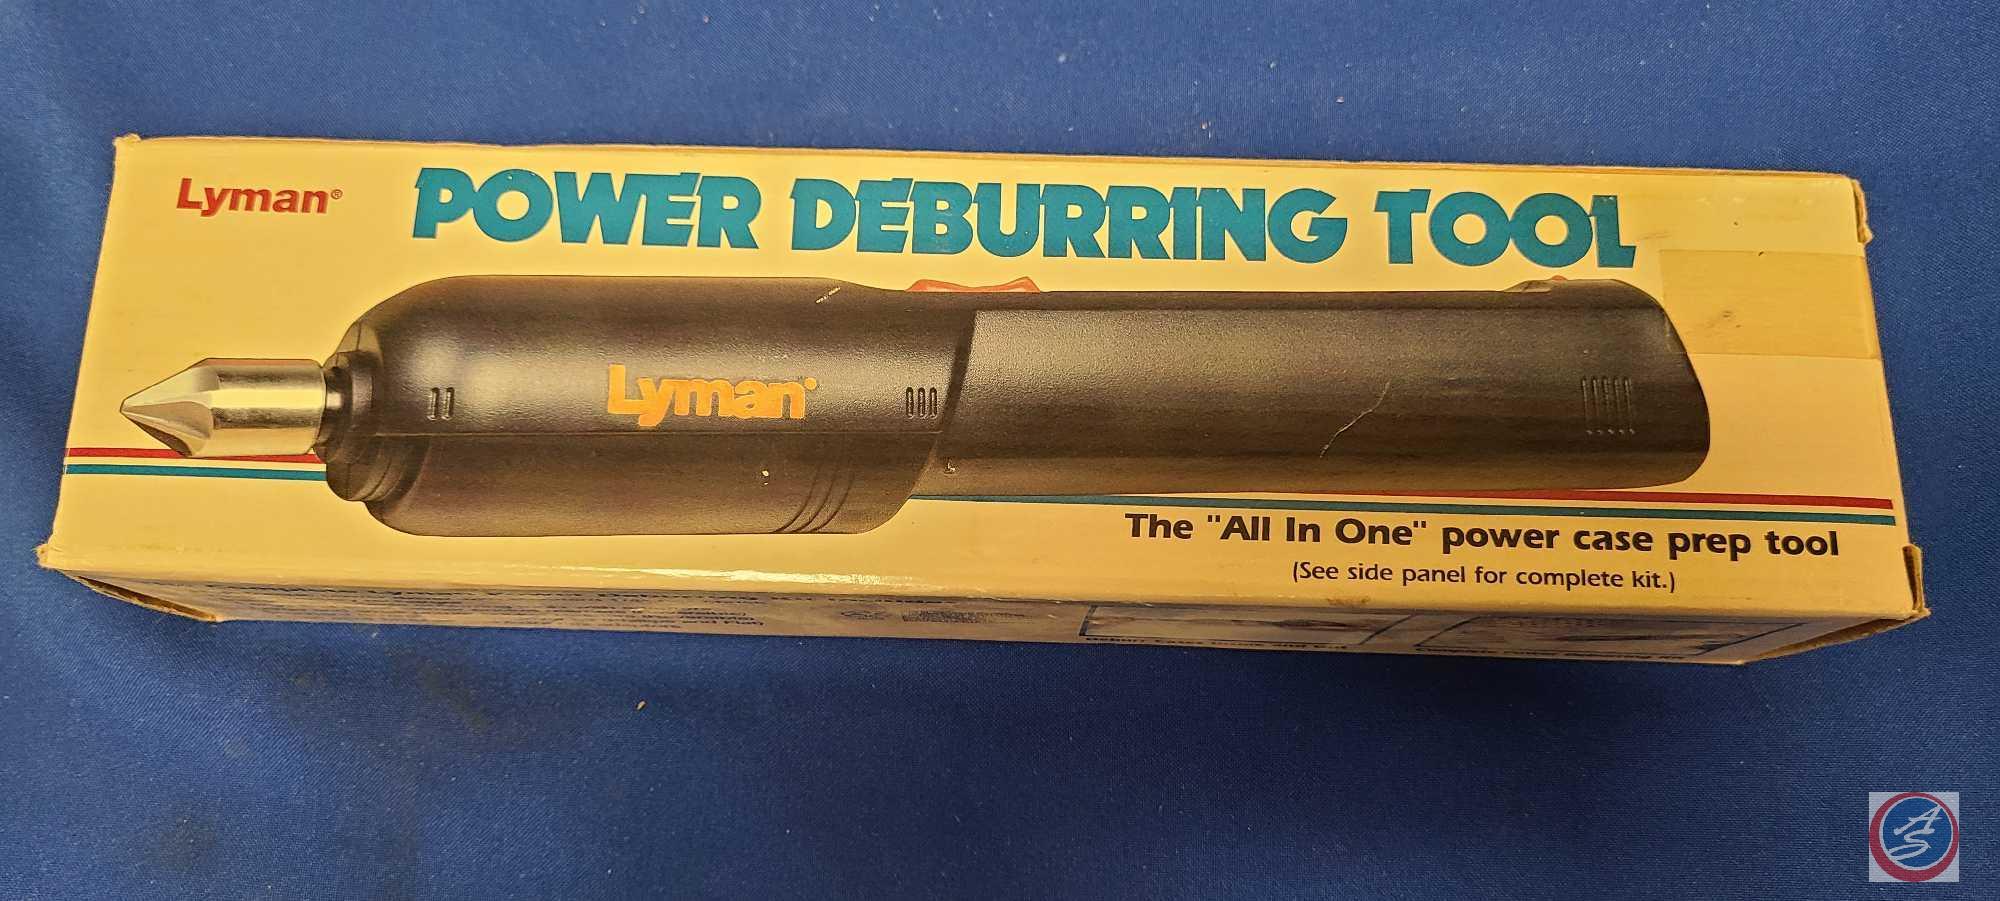 Lyman®
POWER DEBURRING TOOL
Lyman®
The "All In One" power case prep tool
(See side panel for complete kit.)
AS